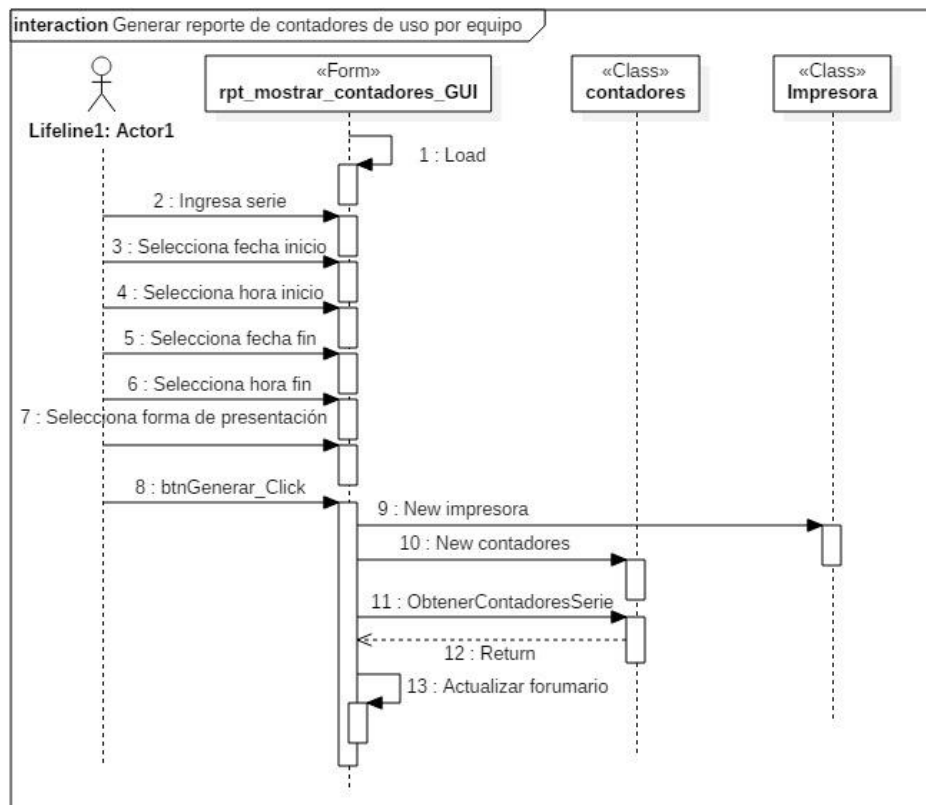 interaction Generar reporte de contadores de uso por equipo
«Form»
rpt_mostrar_contadores_GUI
«Class»
contadores
«Class»
Impresora
Lifeline1: Actor1
1 : Load
2 : Ingresa serie
3 : Selecciona fecha inicio
4 : Selecciona hora inicio
5 : Selecciona fecha fin
6 : Selecciona hora fin
7 : Selecciona forma de presentación
8 : btnGenerar_Click
9 : New impresora
10 : New contadores
11 : ObtenerContadoresSerie
12 : Return
13 : Actualizar forumario